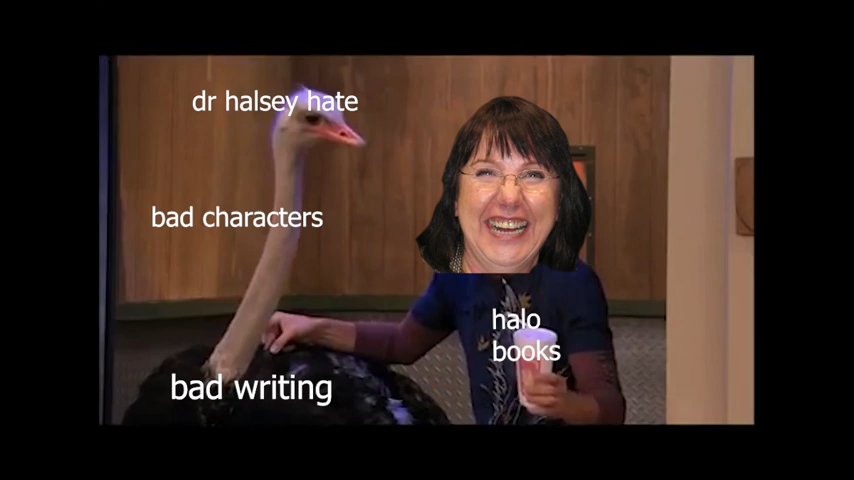 dr halsey hate
bad characters
halo
books
bad writing